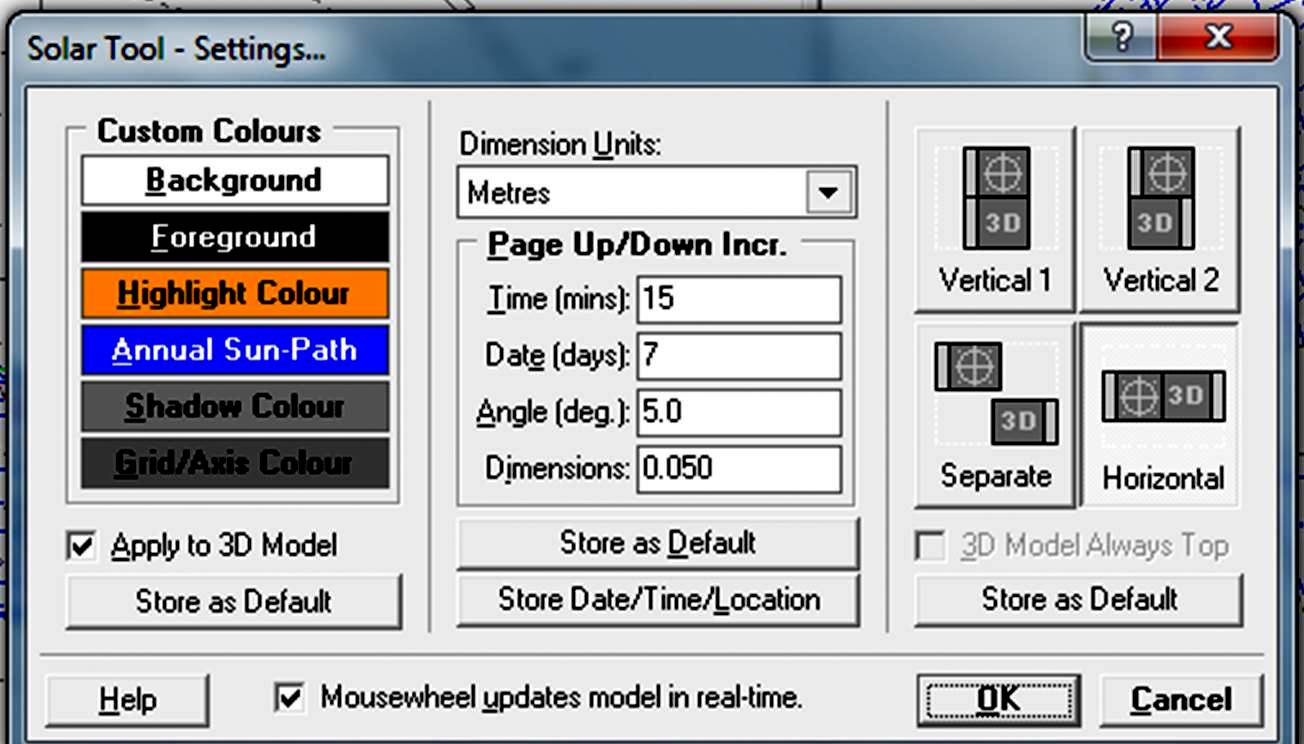 Solar Tool - Settings...
?
X
Custom Colours
Background
Foreground
Highlight Colour
Annual Sun-Path
Shadow Colour
Grid/Axis Colour
Apply to 3D Model
Store as Default
Dimension Units:
Metres
Page Up/Down Incr.
Time (mins): 15
Date (days): 7
Angle (deg.): 5.0
Dimensions: 0.050
Store as Default
Store Date/Time/Location
3D
Vertical 1
3D
Vertical 2
3D
Separate
3D
Horizontal
3D Model Always Top
Store as Default
Help
Mousewheel updates model in real-time.
OK
Cancel